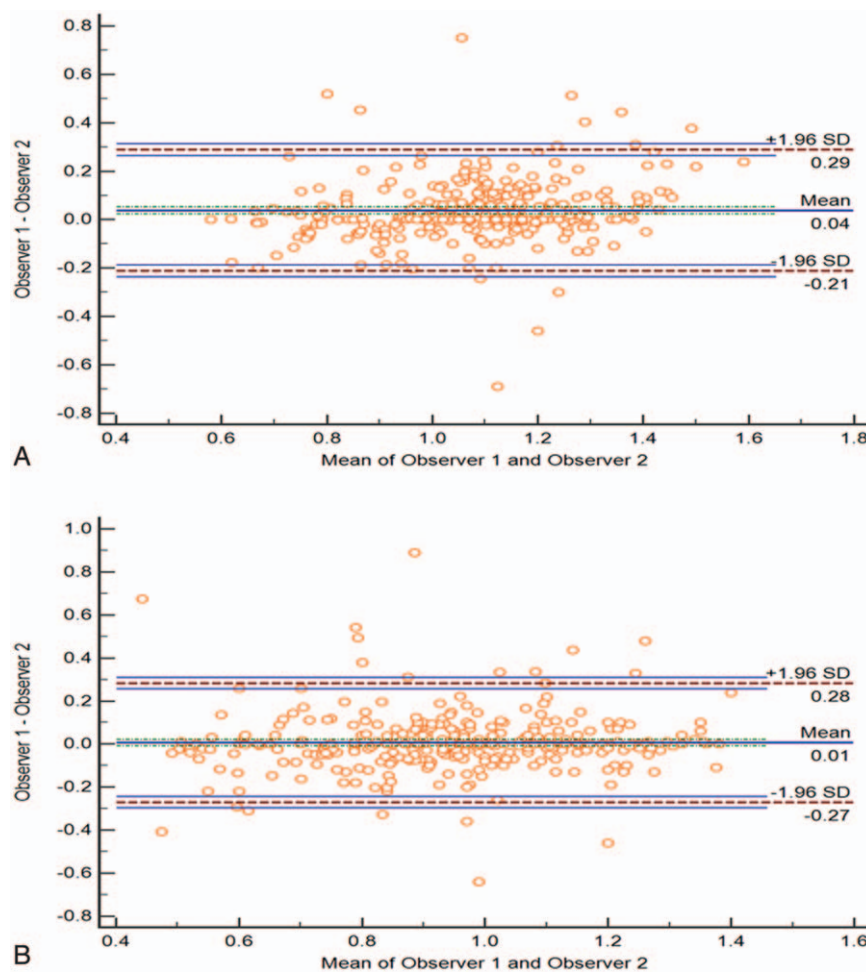 0.8
0.6
0.4
+1.96 SD
0.2
0.29
Mean
0.0
0.04
-0.2
-1.96 SD
-0.21
-0.4
-0.6
-0.8
Observer 1 - Observer 2
0.4 0.6 0.8 1.0 1.2 1.4 1.6 1.8
A
Mean of Observer 1 and Observer 2
1.0
0.8
0.6
0.4
+1.96 SD
0.2
0.28
Mean
0.0
0.01
-0.2
-1.96 SD
-0.27
-0.4
-0.6
-0.8
Observer 1 - Observer 2
0.4 0.6 0.8 1.0 1.2 1.4 1.6
B
Mean of Observer 1 and Observer 2